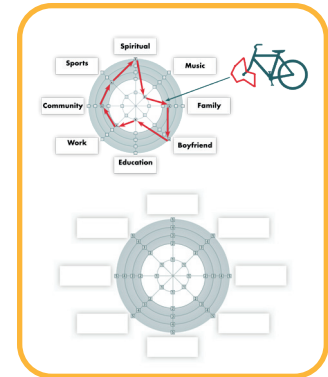 Spiritual
Sports
Music
Community
Family
Work
Boyfriend
Education